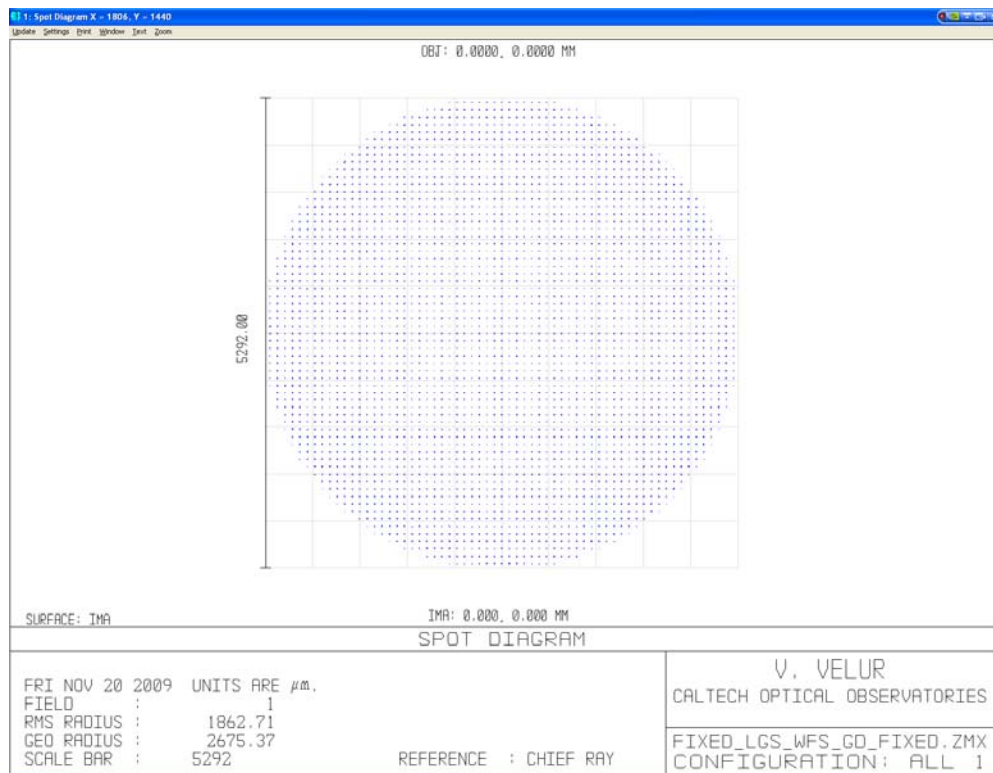 1: Spot Diagram X - 1806, Y - 1440
Update Settings Print Window Text Zoom
OBJ: 0.0000, 0.0000 MM
5292.00
SURFACE: IMA
IMA: 0.000, 0.000 MM
SPOT DIAGRAM
FRI NOV 20 2009 UNITS ARE µm.
FIELD : 1
RMS RADIUS : 1862.71
GEO RADIUS : 2675.37
SCALE BAR : 5292 REFERENCE : CHIEF RAY
V. VELUR
CALTECH OPTICAL OBSERVATORIES
FIXED_LGS_WFS_GD_FIXED.ZMX
CONFIGURATION: ALL 1